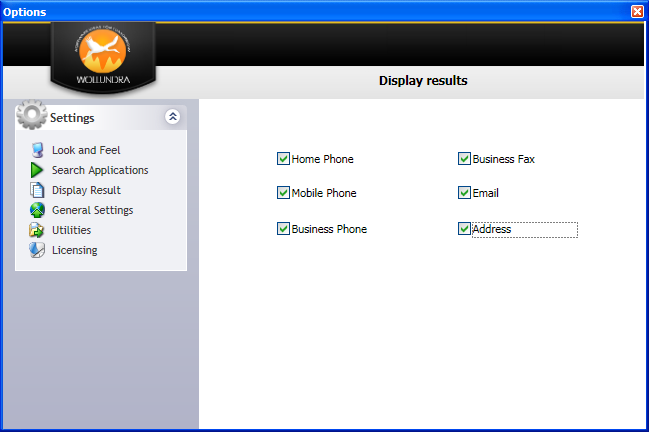 Options
WOLLUNDRA
Display results
Settings
Look and Feel
Search Applications
Display Result
General Settings
Utilities
Licensing
Home Phone
Business Fax
Mobile Phone
Email
Business Phone
Address